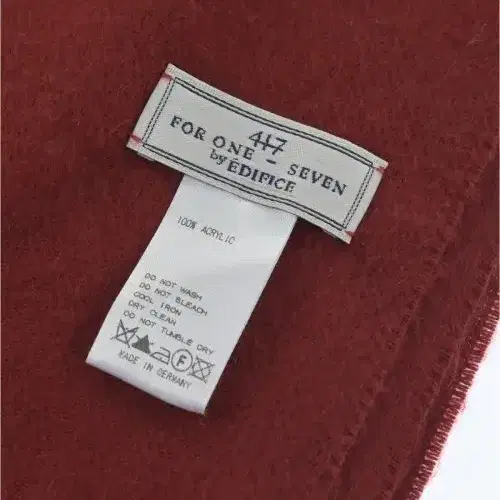 417
FOR ONE - SEVEN
by ÉDIFICE
100% ACRYLIC
DO NOT WASH
DO NOT BLEACH
COOL IRON
DRY CLEAN
DO NOT TUMBLE DRY
F
MADE IN GERMANY